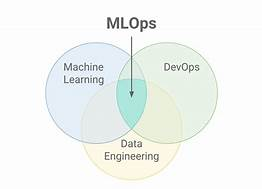 MLOps
Machine
Learning
DevOps
Data
Engineering